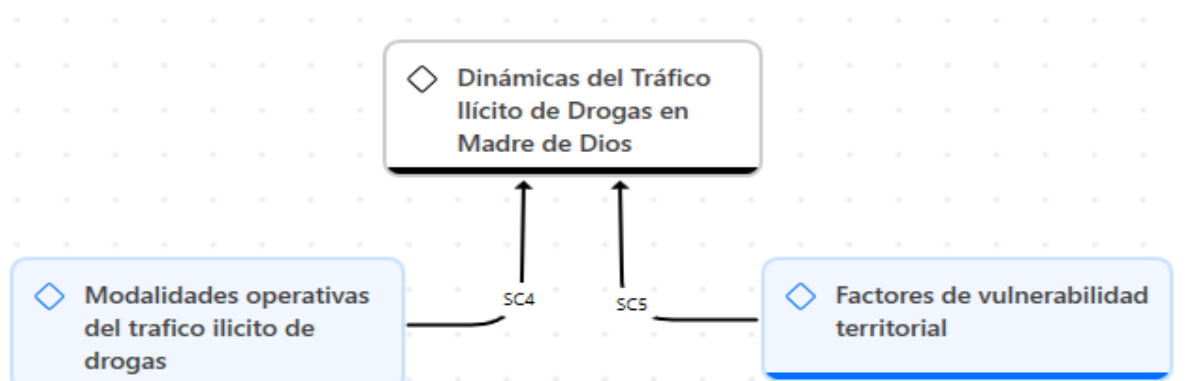 Dinámicas del Tráfico
Ilícito de Drogas en
Madre de Dios
SC4
SC5
Modalidades operativas
del trafico ilicito de
drogas
Factores de vulnerabilidad
territorial